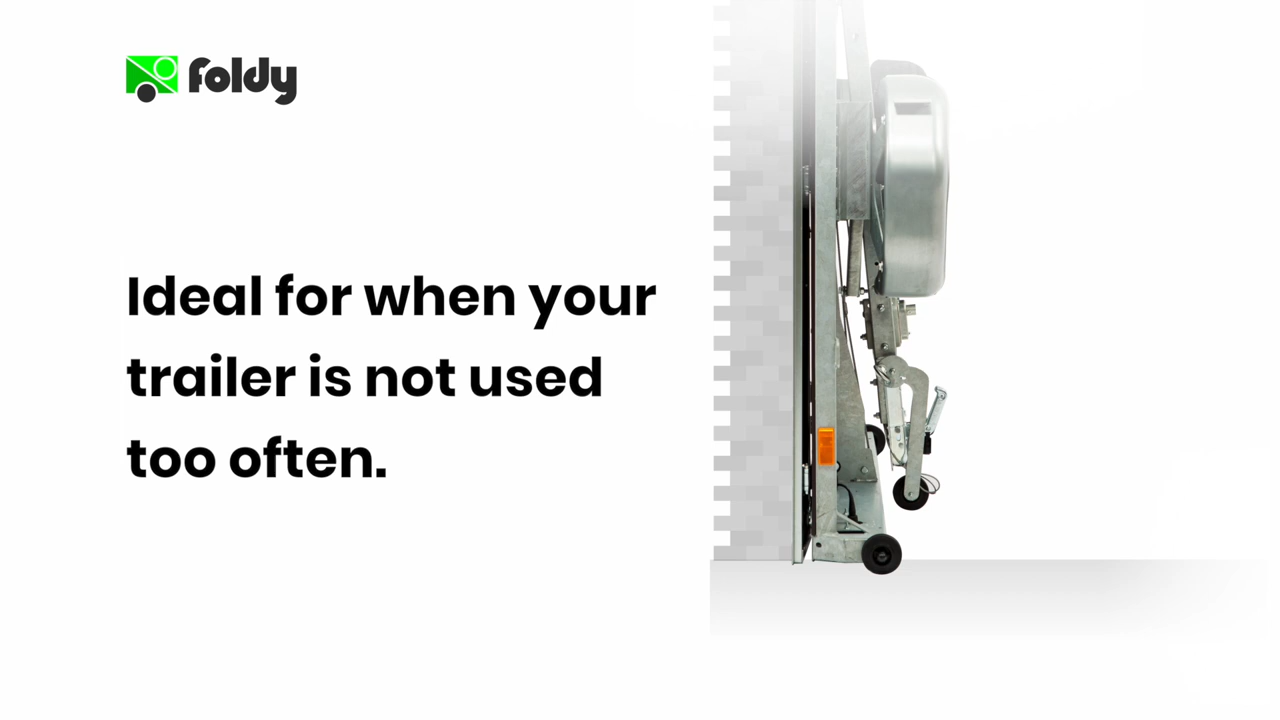 foldy
Ideal for when your
trailer is not used
too often.